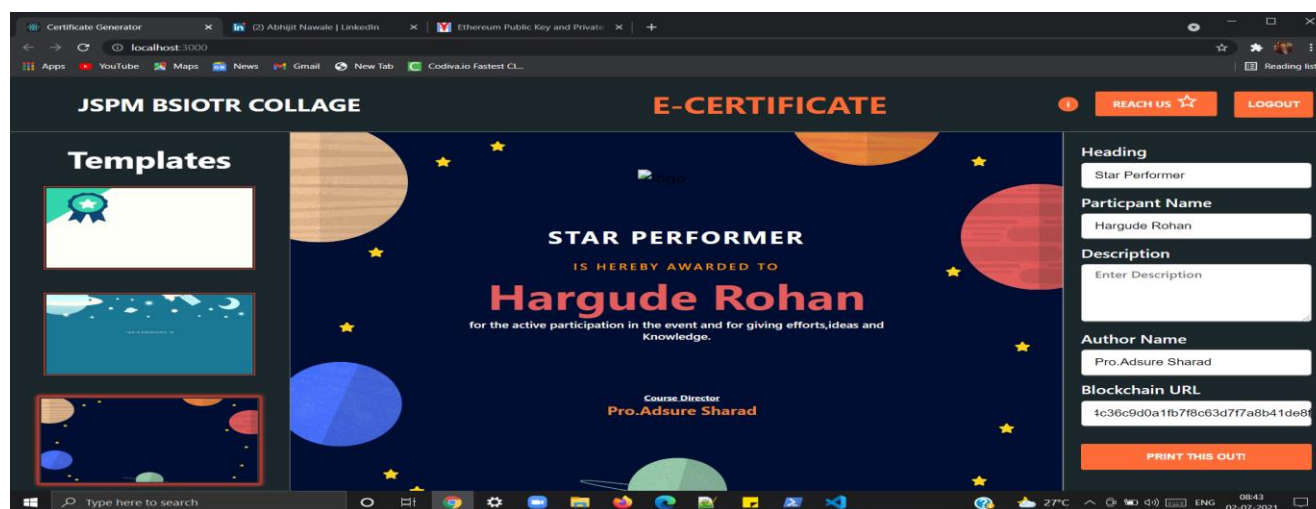 Certificate Generator
(2) Abhijit Nawale | LinkedIn
Ethereum Public Key and Private
localhost:3000
Apps YouTube Maps News Gmail New Tab Codiva.io Fastest CL... Reading list
JSPM BSIOTR COLLAGE
E-CERTIFICATE
REACH US
LOGOUT
Templates
logo
STAR PERFORMER
IS HEREBY AWARDED TO
Hargude Rohan
for the active participation in the event and for giving efforts,ideas and
Knowledge.
Course Director
Pro.Adsure Sharad
Heading
Star Performer
Particpant Name
Hargude Rohan
Description
Enter Description
Author Name
Pro.Adsure Sharad
Blockchain URL
4c36c9d0a1fb7f8c63d7f7a8b41de8f
PRINT THIS OUT!
Type here to search
27°C ENG 08:43
02-07-2021